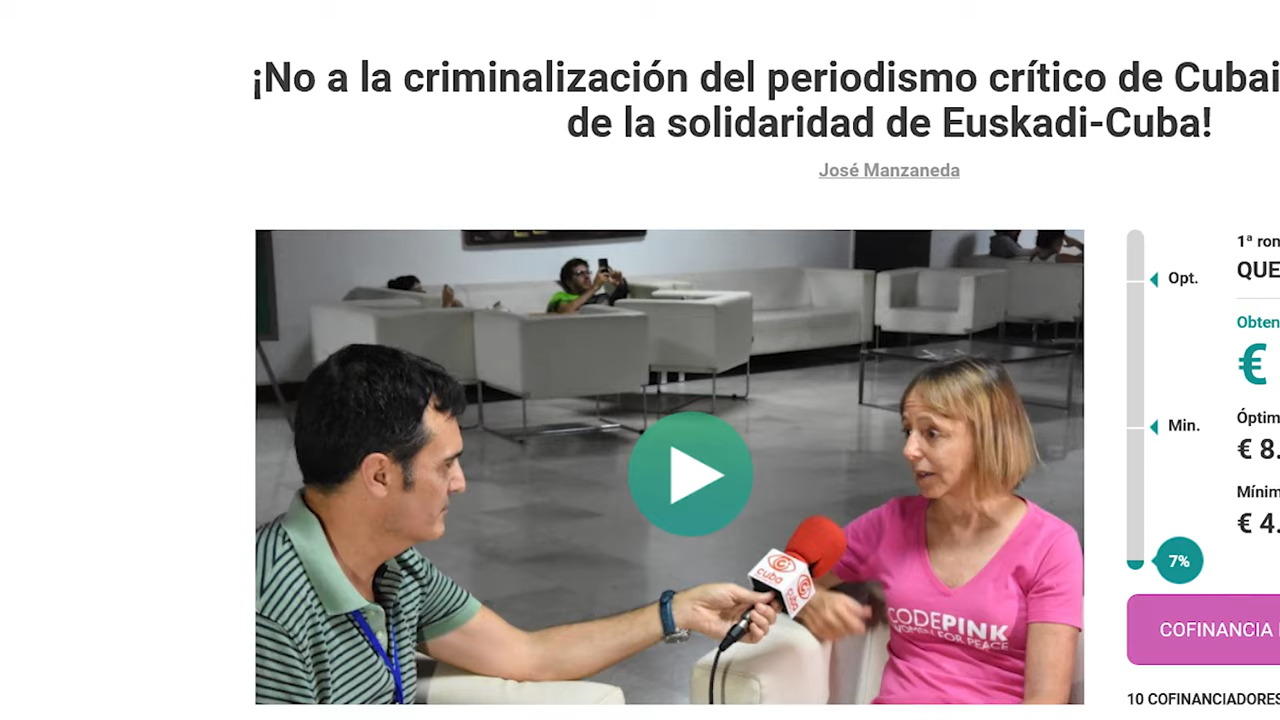 ¡No a la criminalización del periodismo crítico de Cubai
de la solidaridad de Euskadi-Cuba!
José Manzaneda
Opt.
Min.
7%
1ª ron
QUE
Obten
€
Óptim
€ 8.
Mínim
€ 4.
COFINANCIA
10 COFINANCIADORES
cuba
CODEPINK
WOMEN FOR PEACE